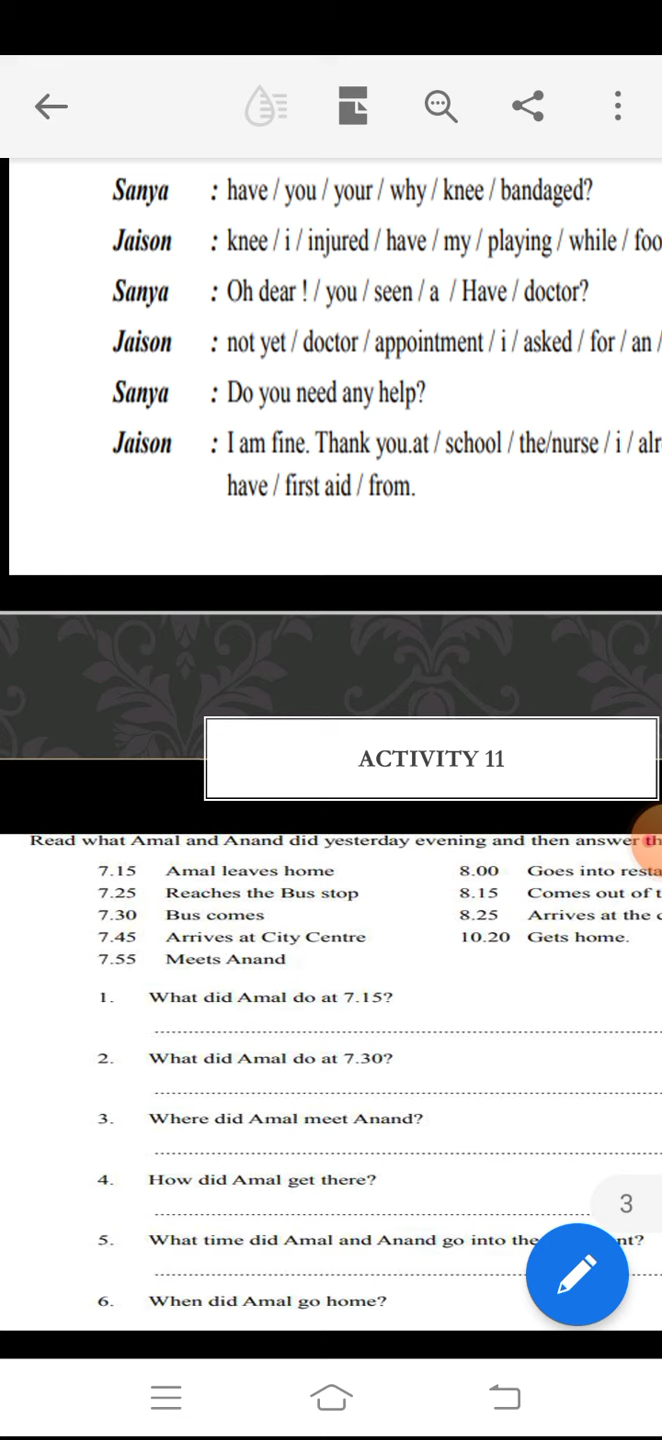 Sanya : have / you / your / why / knee / bandaged?
Jaison : knee / i / injured / have / my / playing / while / foo
Sanya : Oh dear ! / you / seen / a / Have / doctor?
Jaison : not yet / doctor / appointment / i / asked / for / an /
Sanya : Do you need any help?
Jaison : I am fine. Thank you.at / school / the/nurse / i / alr
have / first aid / from.
ACTIVITY 11
Read what Amal and Anand did yesterday evening and then answer th
7.15 Amal leaves home 8.00 Goes into resta
7.25 Reaches the Bus stop 8.15 Comes out of t
7.30 Bus comes 8.25 Arrives at the c
7.45 Arrives at City Centre 10.20 Gets home.
7.55 Meets Anand
1. What did Amal do at 7.15?
2. What did Amal do at 7.30?
3. Where did Amal meet Anand?
4. How did Amal get there?
3
5. What time did Amal and Anand go into the nt?
6. When did Amal go home?